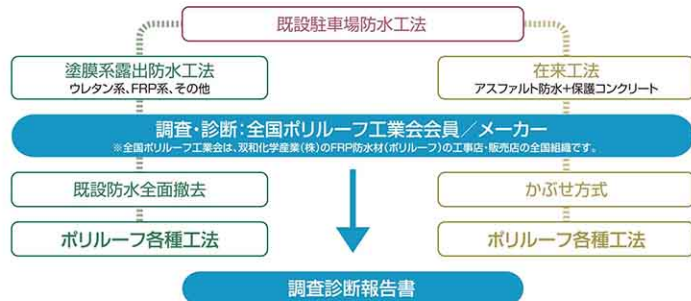 既設駐車場防水工法
塗膜系露出防水工法
ウレタン系、FRP系、その他
在来工法
アスファルト防水+保護コンクリート
調査・診断:全国ポリルーフ工業会会員／メーカー
※全国ポリルーフ工業会は、双和化学産業(株)のFRP防水材(ポリルーフ)の工事店・販売店の全国組織です。
既設防水全面撤去
かぶせ方式
ポリルーフ各種工法
ポリルーフ各種工法
調査診断報告書